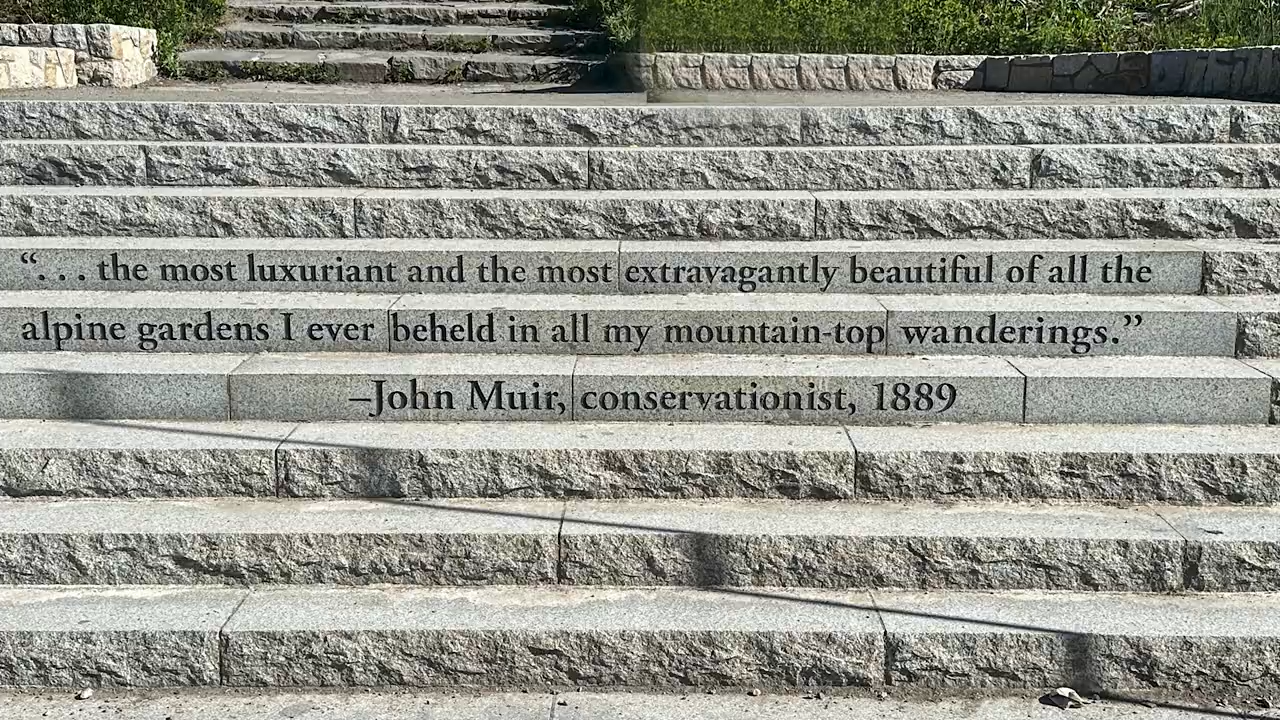 “. . . the most luxuriant and the most extravagantly beautiful of all the
alpine gardens I ever beheld in all my mountain-top wanderings.”
–John Muir, conservationist, 1889